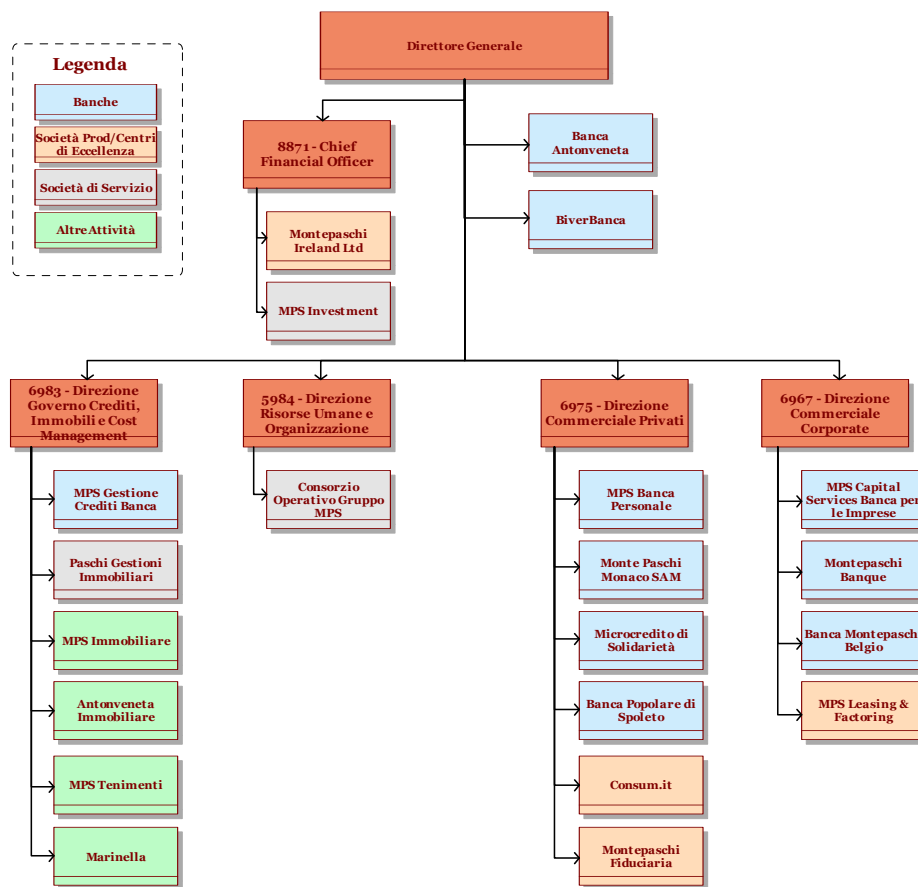 Direttore Generale
Legenda
Banche
Società Prod/Centri
di Eccellenza
Società di Servizio
Altre Attività
8871 - Chief
Financial Officer
Banca
Antonveneta
BiverBanca
Montepaschi
Ireland Ltd
MPS Investment
6983 - Direzione
Governo Crediti,
Immobili e Cost
Management
5984 - Direzione
Risorse Umane e
Organizzazione
6975 - Direzione
Commerciale Privati
6967 - Direzione
Commerciale
Corporate
MPS Gestione
Crediti Banca
Paschi Gestioni
Immobiliari
MPS Immobiliare
Antonveneta
Immobiliare
MPS Tenimenti
Marinella
Consorzio
Operativo Gruppo
MPS
MPS Banca
Personale
Monte Paschi
Monaco SAM
Microcredito di
Solidarietà
Banca Popolare di
Spoleto
Consum.it
Montepaschi
Fiduciaria
MPS Capital
Services Banca per
le Imprese
Montepaschi
Banque
Banca Montepaschi
Belgio
MPS Leasing &
Factoring